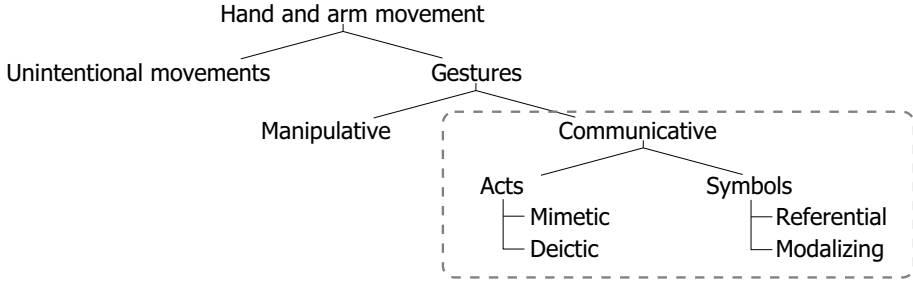 Hand and arm movement
Unintentional movements Gestures
Manipulative Communicative
Acts Symbols
Mimetic Referential
Deictic Modalizing